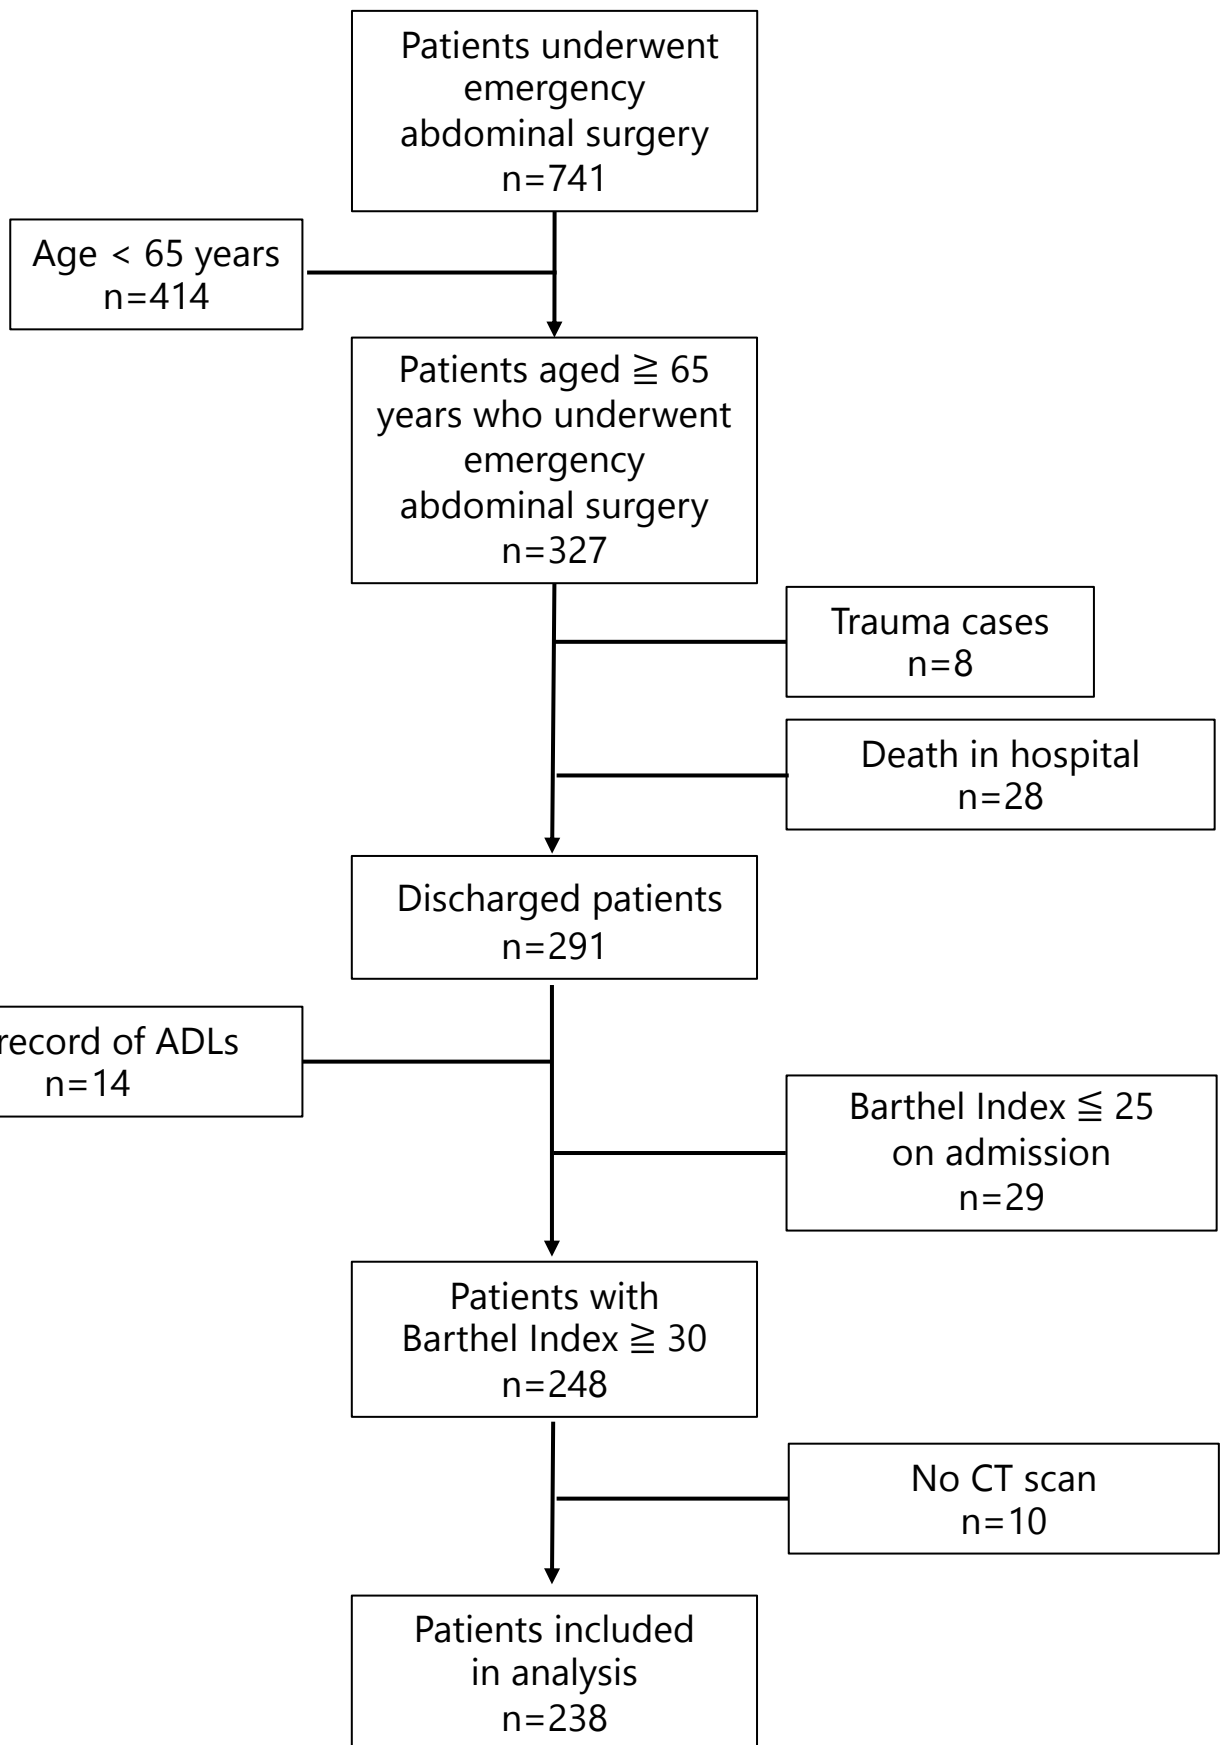 Patients underwent
emergency
abdominal surgery
n=741
Age < 65 years
n=414
Patients aged ≧ 65
years who underwent
emergency
abdominal surgery
n=327
Trauma cases
n=8
Death in hospital
n=28
Discharged patients
n=291
record of ADLs
n=14
Barthel Index ≦ 25
on admission
n=29
Patients with
Barthel Index ≧ 30
n=248
No CT scan
n=10
Patients included
in analysis
n=238